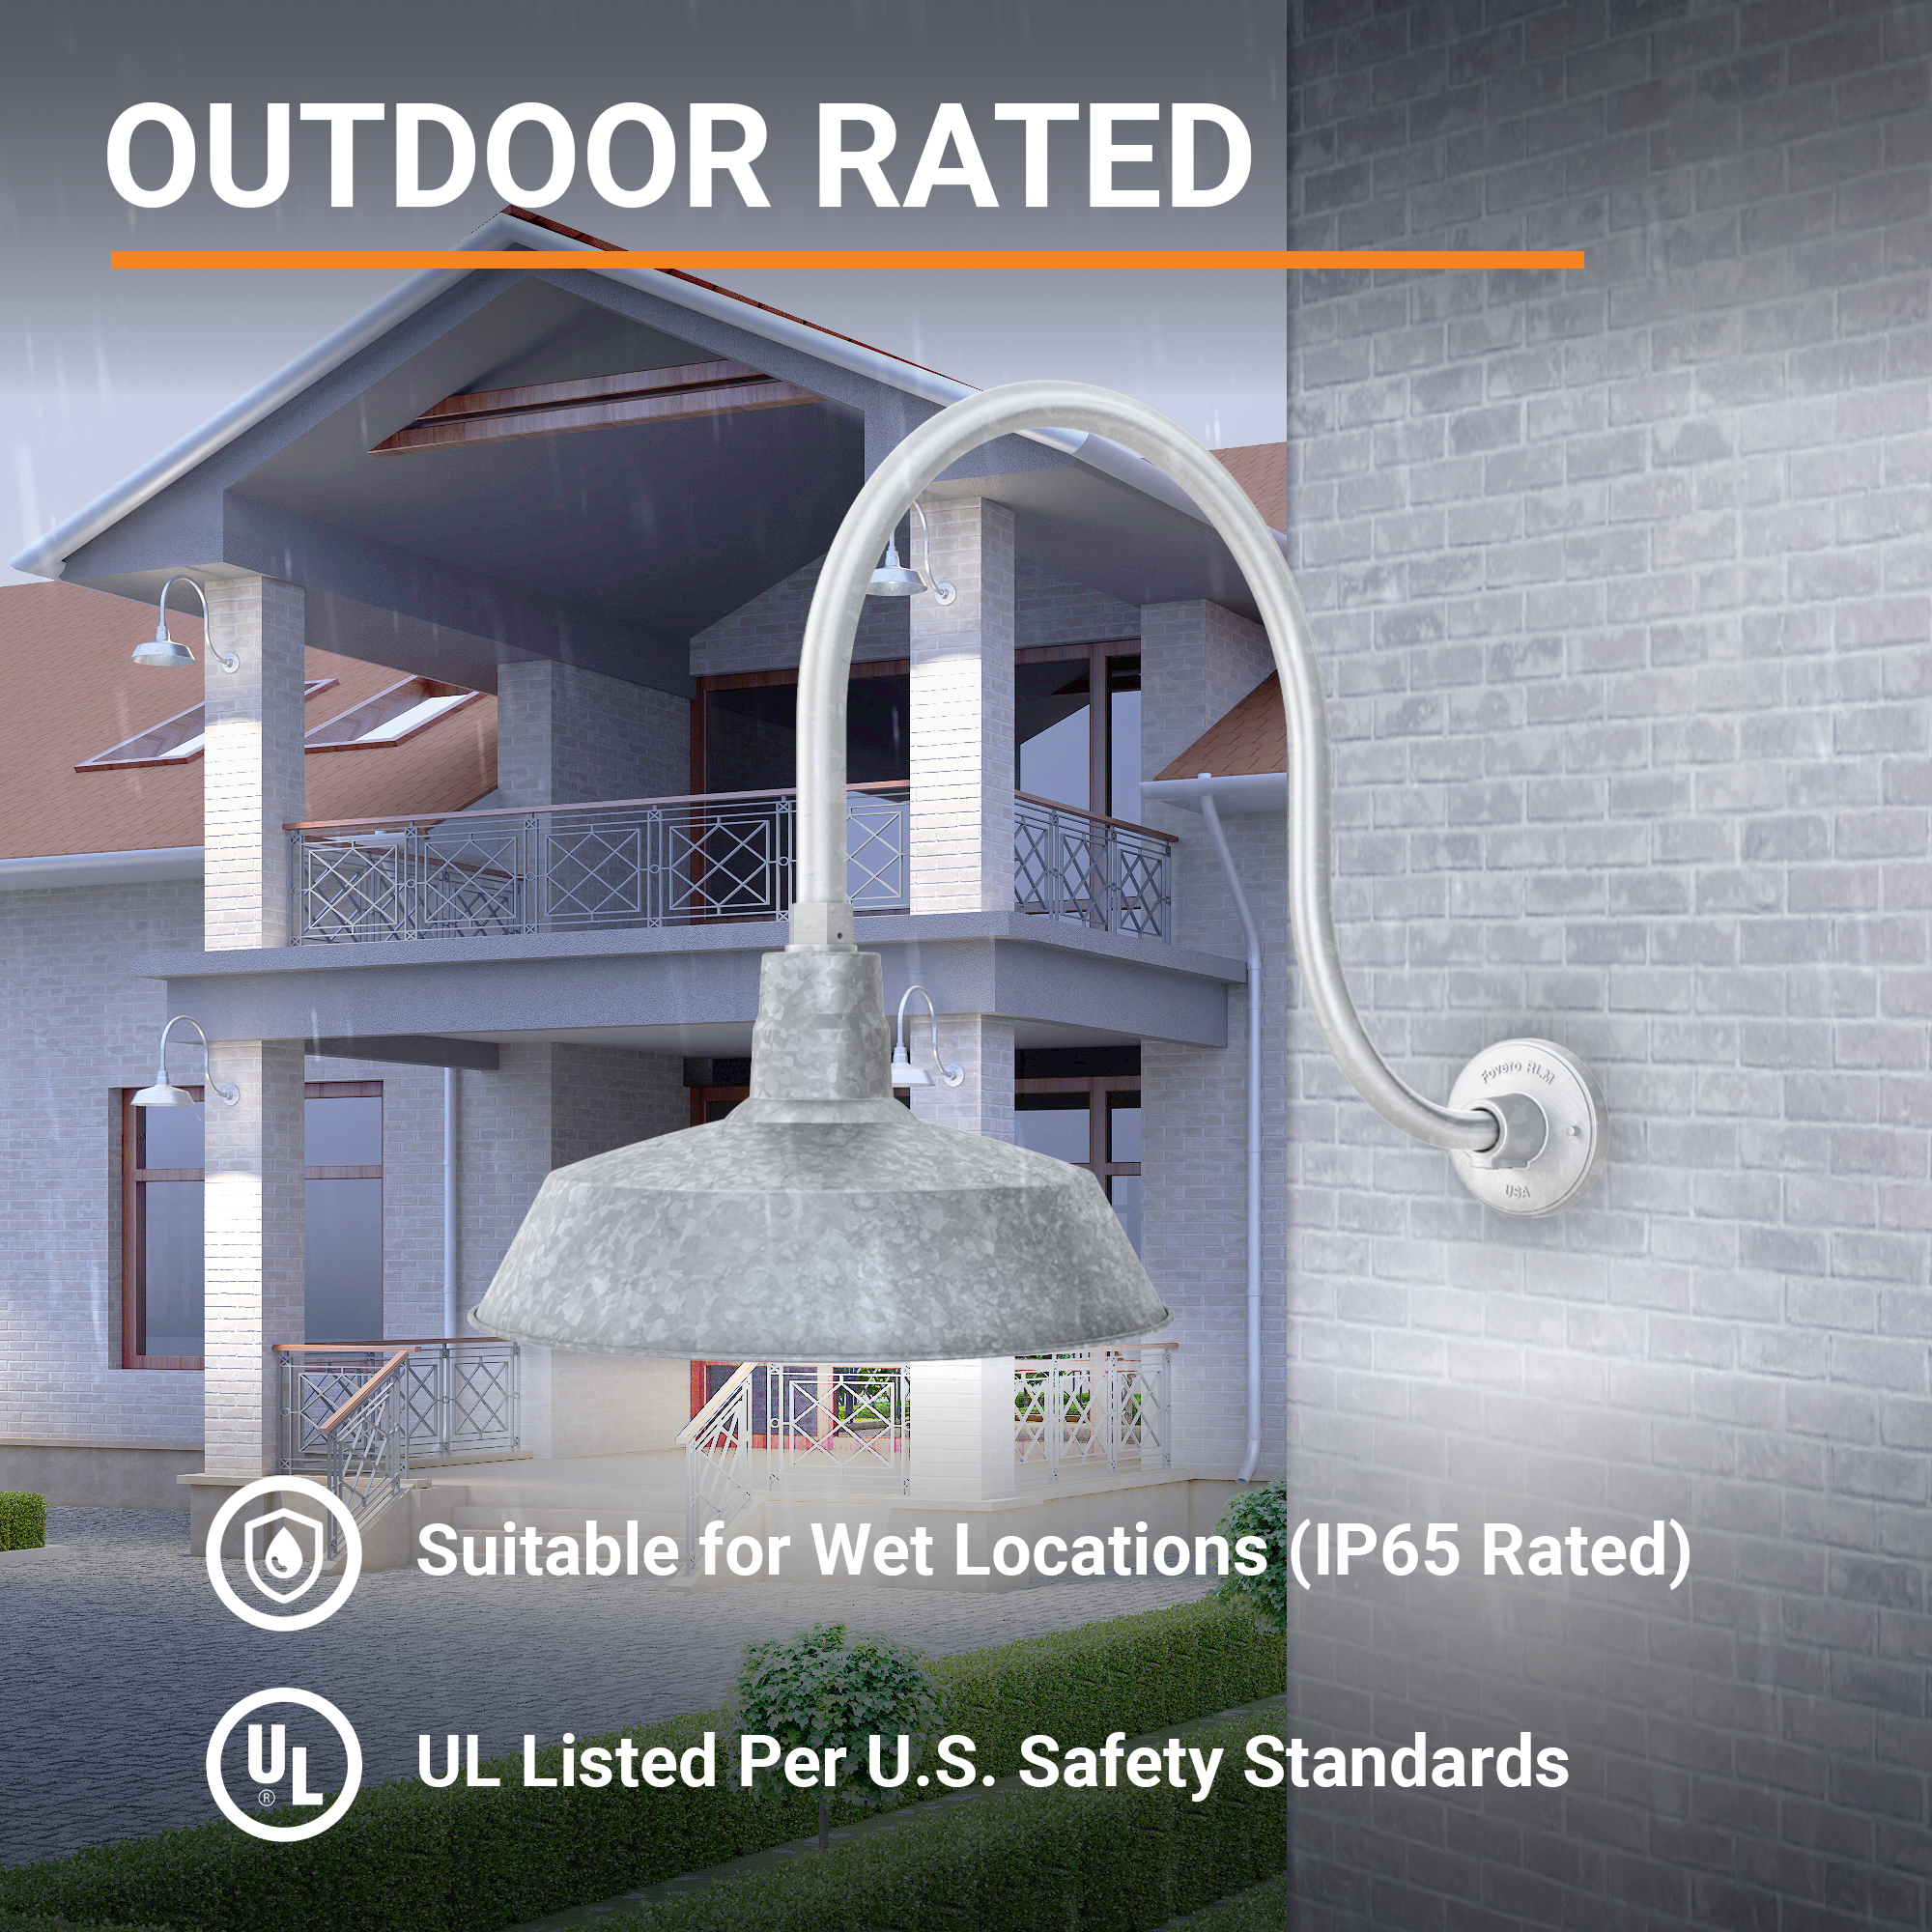 OUTDOOR RATED
Fovero RLM
USA
Suitable for Wet Locations (IP65 Rated)
UL ®
UL Listed Per U.S. Safety Standards